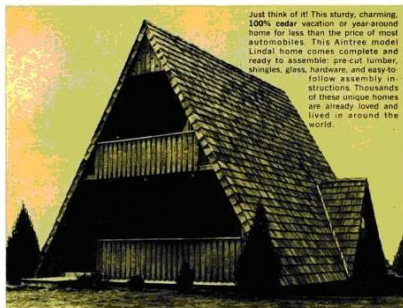 Just think of it! This sturdy, charming,
100% cedar vacation or year-around
home for less than the price of most
automobiles. This Aintree model
Lindal home comes complete and
ready to assemble: pre-cut lumber,
shingles, glass, hardware, and easy-to-
follow assembly in-
structions. Thousands
of these unique homes
are already loved and
lived in around the
world.